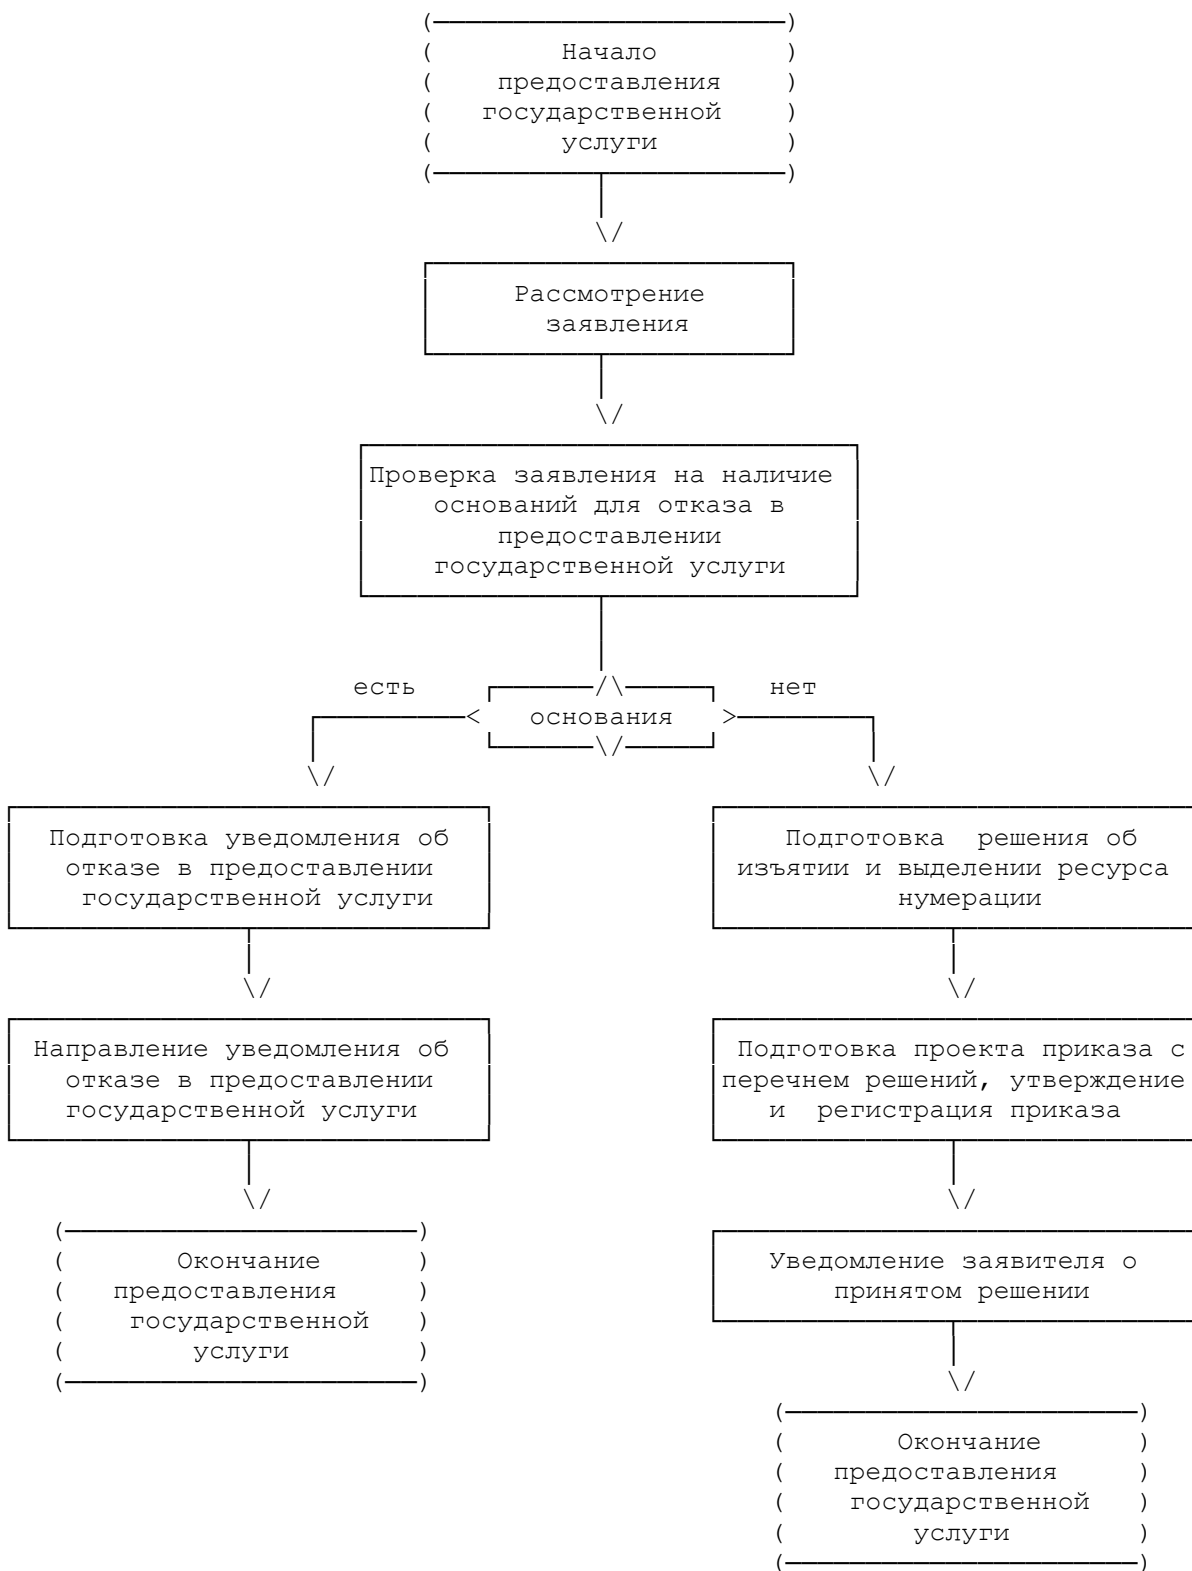 Начало
предоставления
государственной
услуги
Рассмотрение
заявления
Проверка заявления на наличие
оснований для отказа в
предоставлении
государственной услуги
есть
нет
основания
Подготовка уведомления об
отказе в предоставлении
государственной услуги
Направление уведомления об
отказе в предоставлении
государственной услуги
Окончание
предоставления
государственной
услуги
Подготовка решения об
изъятии и выделении ресурса
нумерации
Подготовка проекта приказа с
перечнем решений, утверждение
и регистрация приказа
Уведомление заявителя о
принятом решении
Окончание
предоставления
государственной
услуги